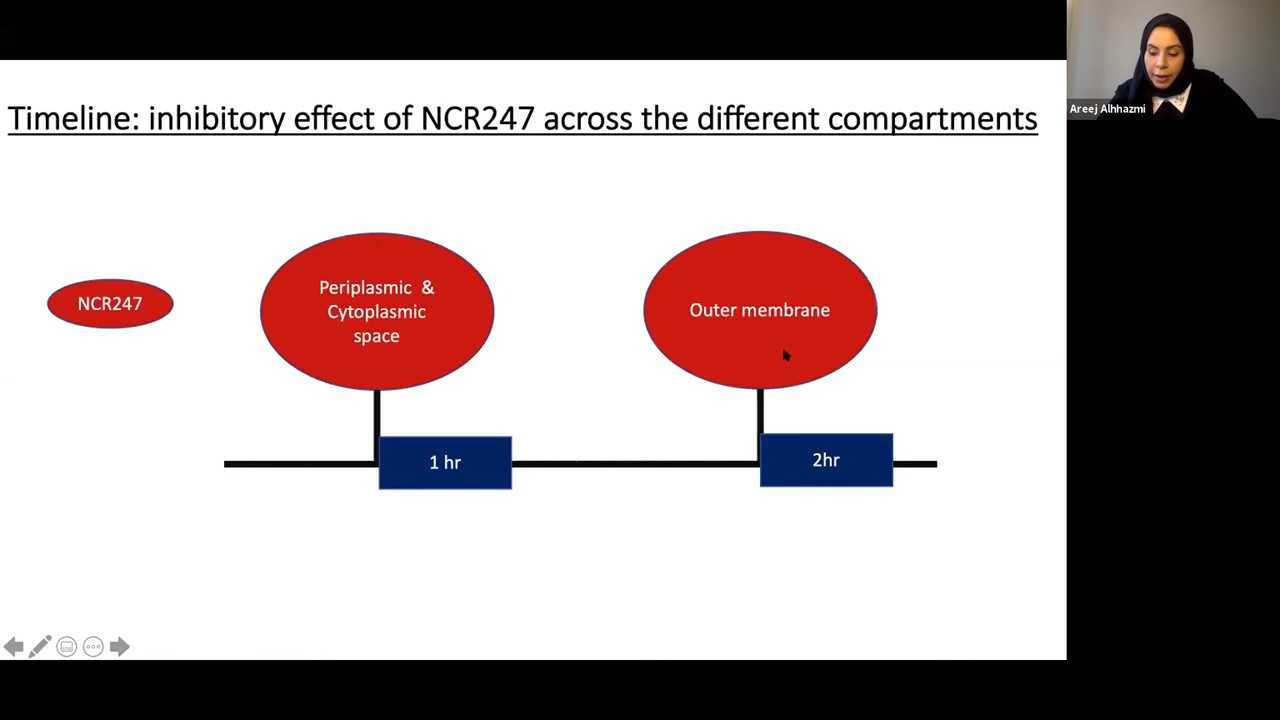 Timeline: inhibitory effect of NCR247 across the different compartments
Areej Alhhazmi
NCR247
Periplasmic &
Cytoplasmic
space
Outer membrane
1 hr
2hr